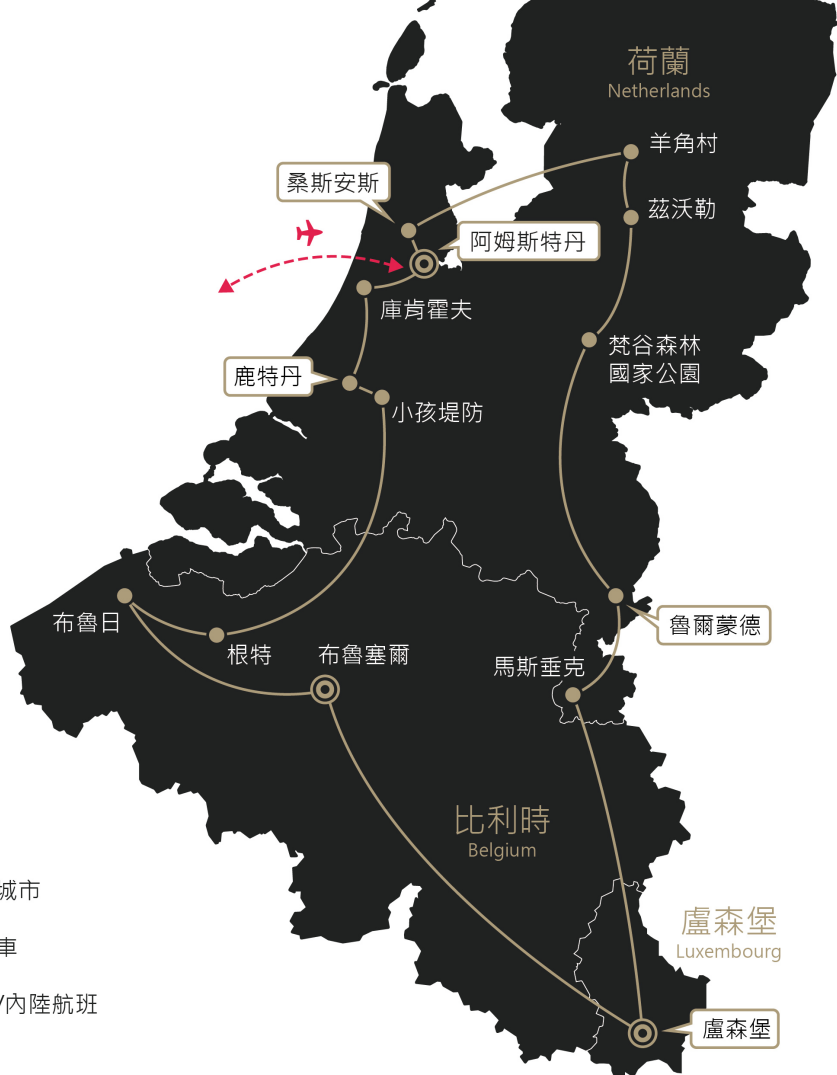 荷蘭
Netherlands
羊角村
桑斯安斯
茲沃勒
阿姆斯特丹
庫肯霍夫
梵谷森林
國家公園
鹿特丹
小孩堤防
布魯日
魯爾蒙德
根特
布魯塞爾
馬斯垂克
比利時
Belgium
城市
盧森堡
Luxembourg
車
/內陸航班
盧森堡